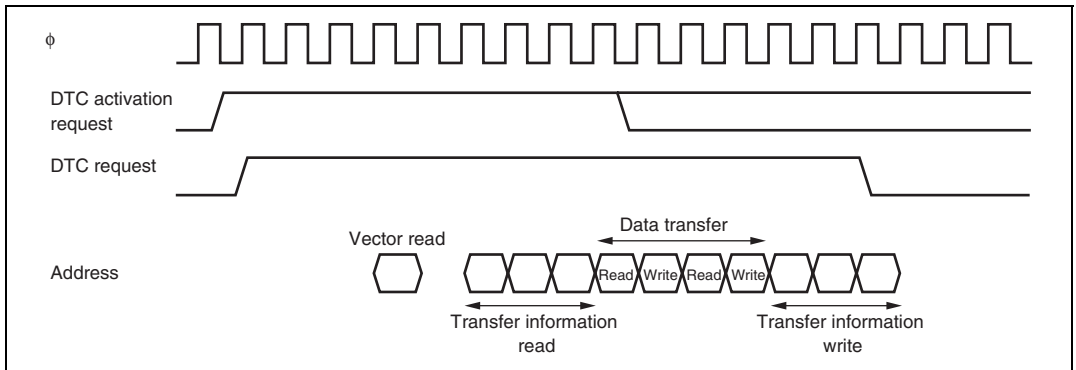 ϕ
DTC activation
request
DTC request
Data transfer
Vector read
Address
Read Write Read Write
Transfer information
read
Transfer information
write